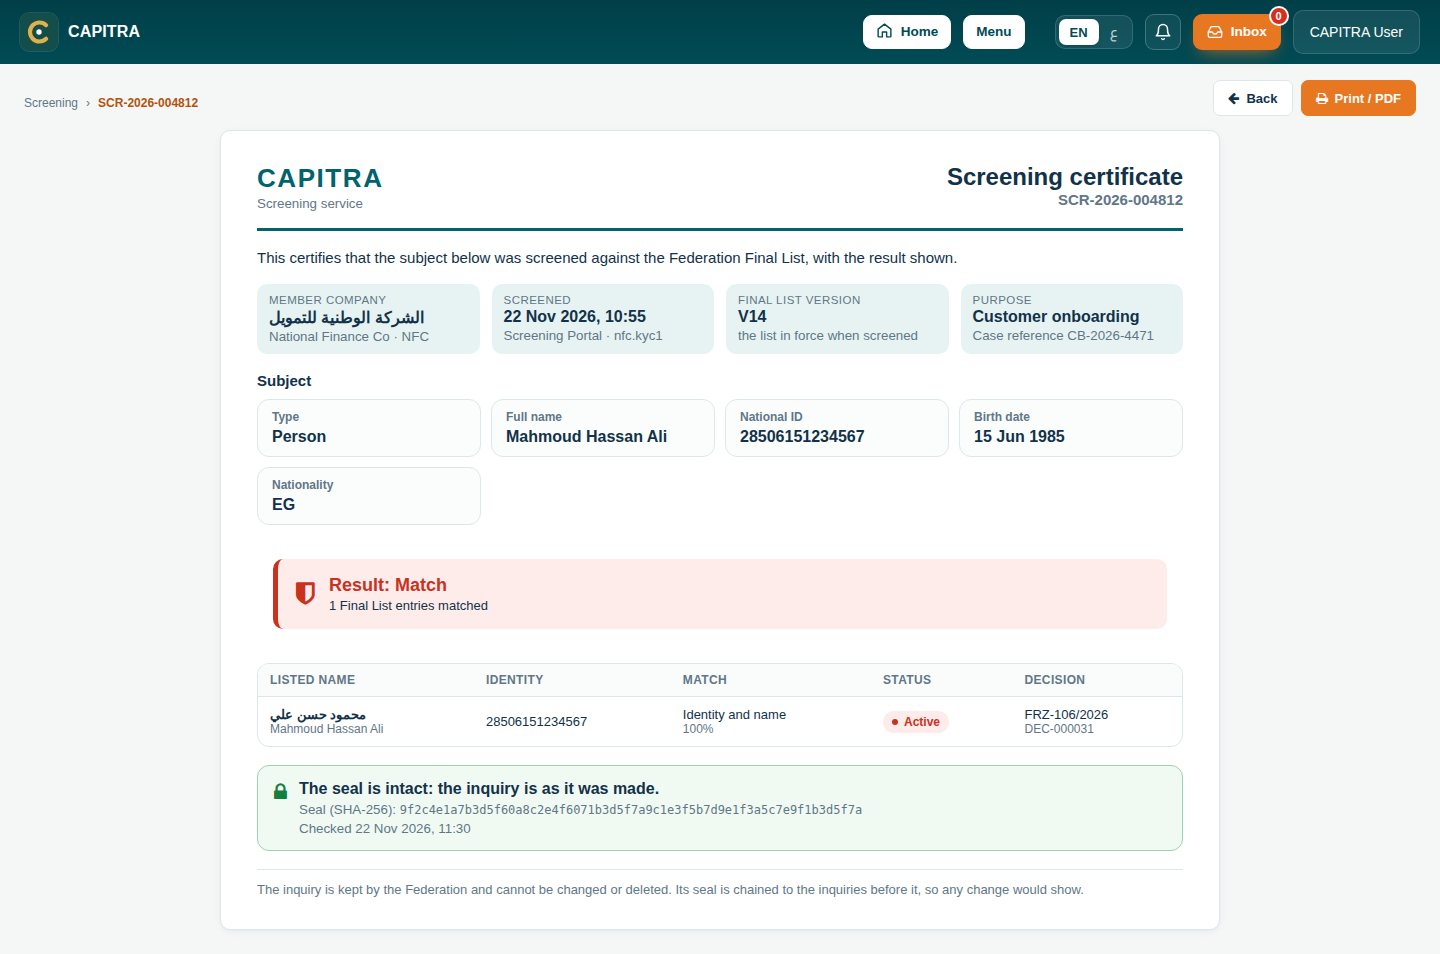 CAPITRA
Home
Menu
EN
ع
Inbox
0
CAPITRA User
Screening › SCR-2026-004812
Back
Print / PDF
CAPITRA
Screening service
Screening certificate
SCR-2026-004812
This certifies that the subject below was screened against the Federation Final List, with the result shown.
MEMBER COMPANY
الشركة الوطنية للتمويل
National Finance Co · NFC
SCREENED
22 Nov 2026, 10:55
Screening Portal · nfc.kyc1
FINAL LIST VERSION
V14
the list in force when screened
PURPOSE
Customer onboarding
Case reference CB-2026-4471
Subject
Type
Person
Full name
Mahmoud Hassan Ali
National ID
28506151234567
Birth date
15 Jun 1985
Nationality
EG
Result: Match
1 Final List entries matched
LISTED NAME IDENTITY MATCH STATUS DECISION
محمود حسن علي
Mahmoud Hassan Ali
28506151234567
Identity and name
100%
Active
FRZ-106/2026
DEC-000031
The seal is intact: the inquiry is as it was made.
Seal (SHA-256): 9f2c4e1a7b3d5f60a8c2e4f6071b3d5f7a9c1e3f5b7d9e1f3a5c7e9f1b3d5f7a
Checked 22 Nov 2026, 11:30
The inquiry is kept by the Federation and cannot be changed or deleted. Its seal is chained to the inquiries before it, so any change would show.